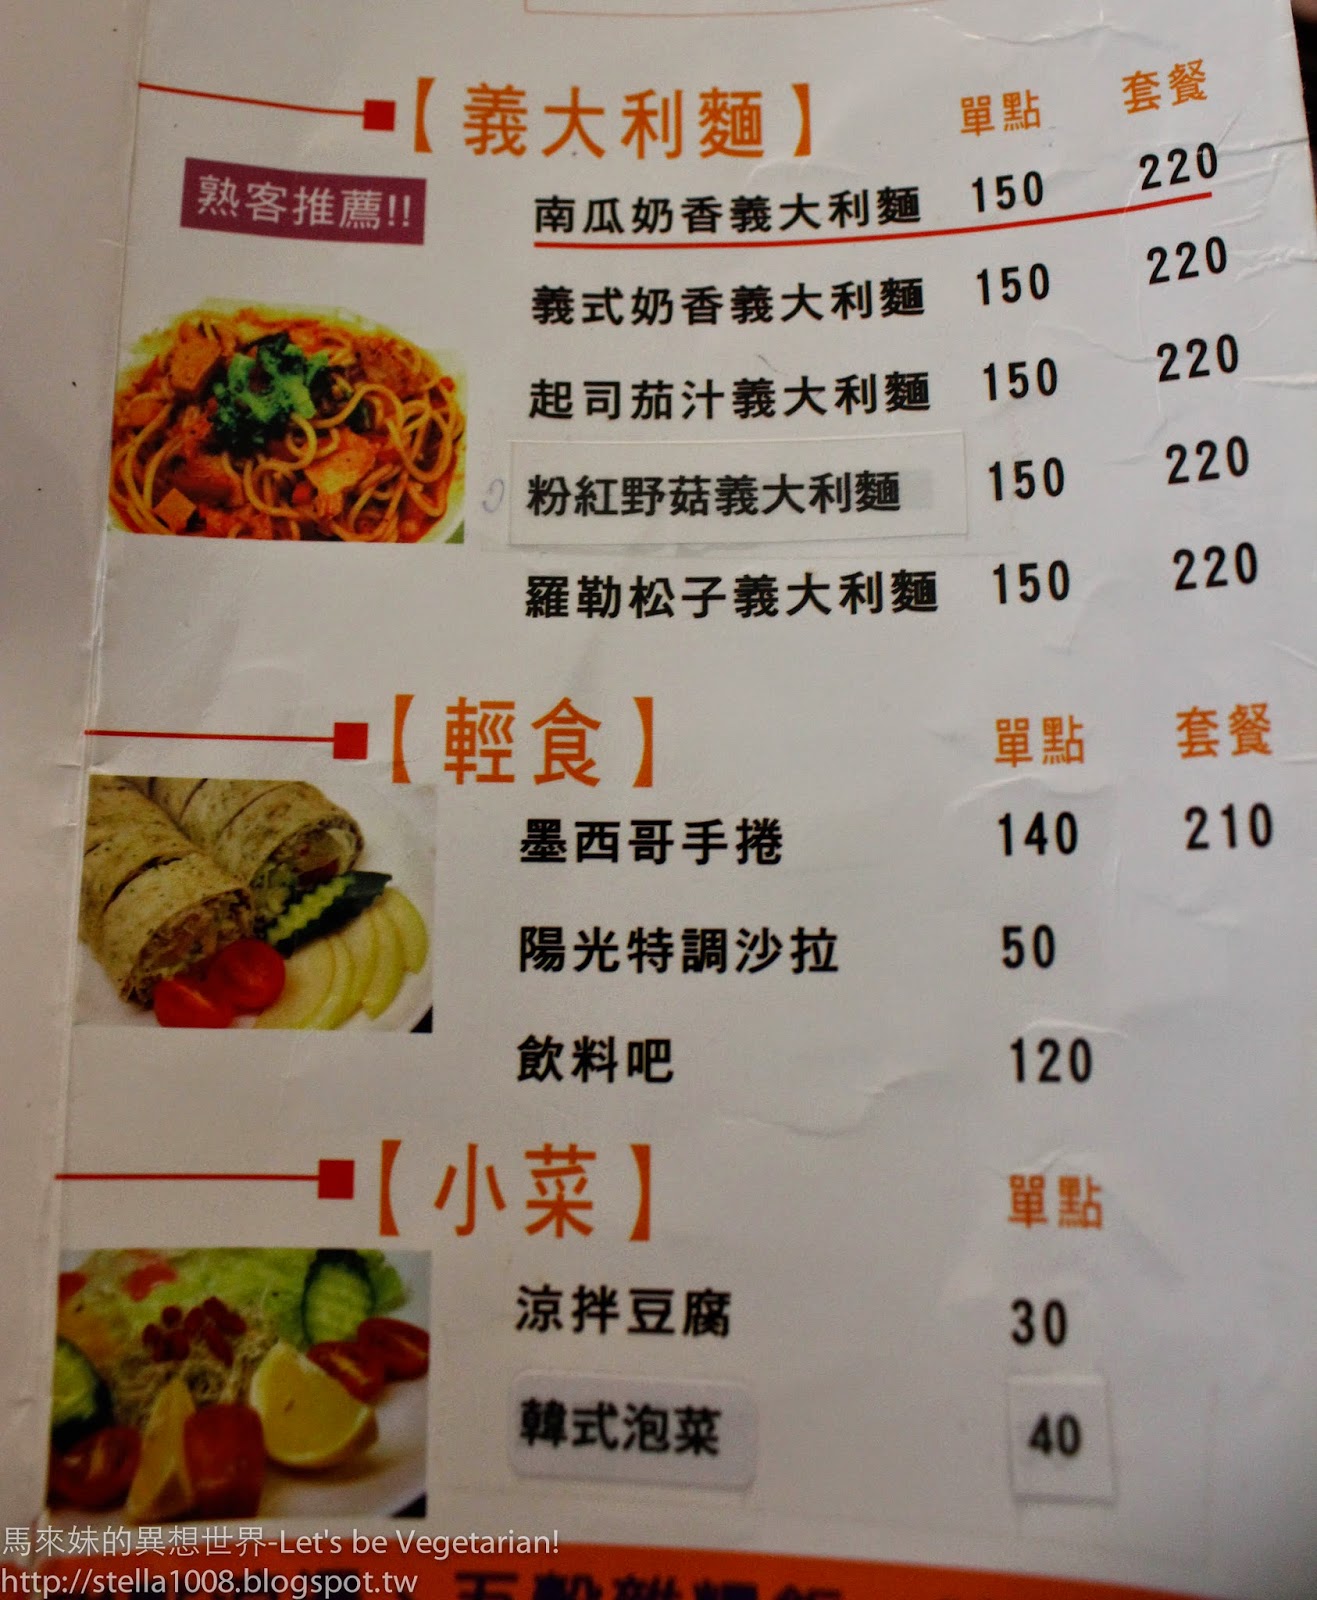 【義大利麵】 單點 套餐
熟客推薦!!
南瓜奶香義大利麵 150 220
義式奶香義大利麵 150 220
起司茄汁義大利麵 150 220
粉紅野菇義大利麵 150 220
羅勒松子義大利麵 150 220
【輕食】 單點 套餐
墨西哥手捲 140 210
陽光特調沙拉 50
飲料吧 120
【小菜】 單點
涼拌豆腐 30
韓式泡菜 40
馬來妹的異想世界-Let's be Vegetarian!
http://stella1008.blogspot.tw